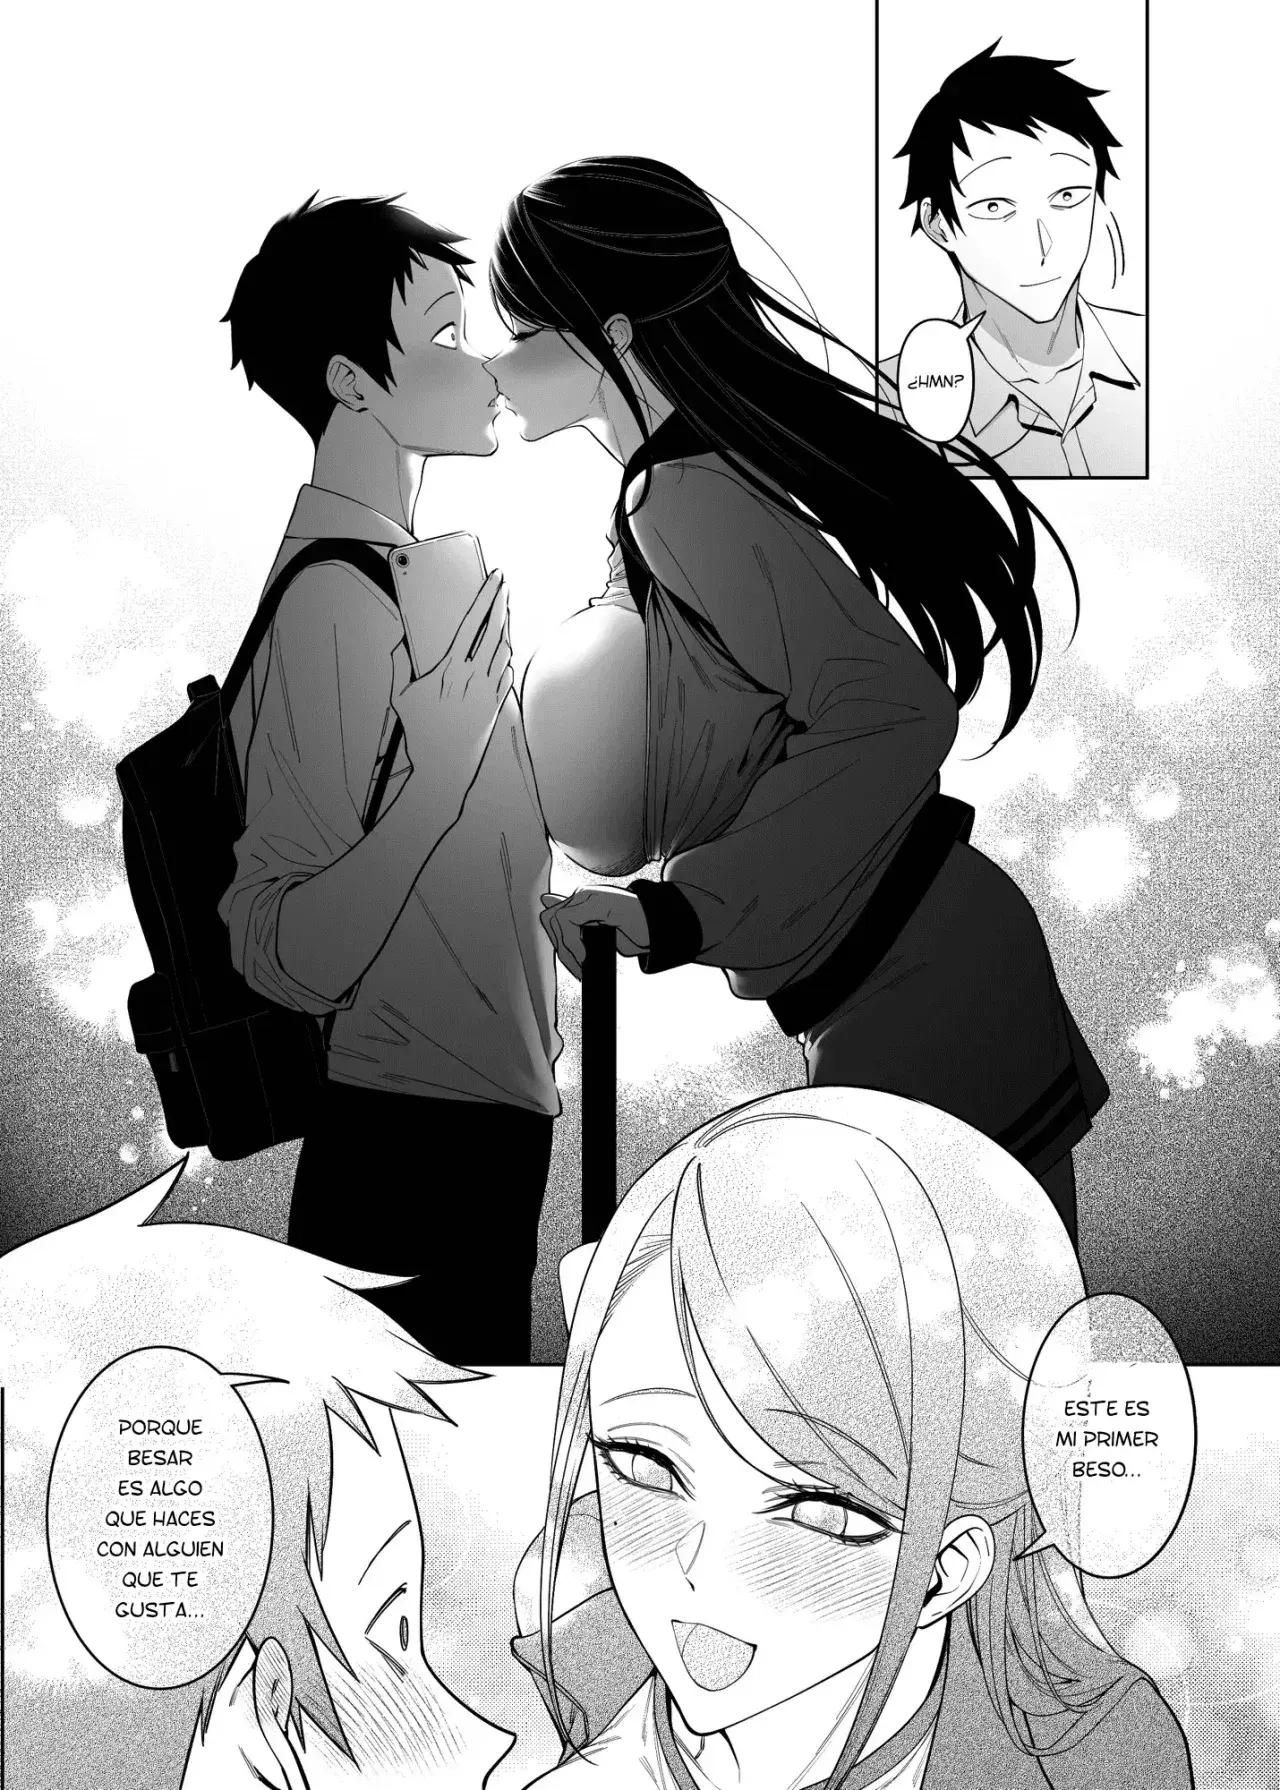 ¿HMN?
ESTE ES
MI PRIMER
BESO...
PORQUE
BESAR
ES ALGO
QUE HACES
CON ALGUIEN
QUE TE
GUSTA...